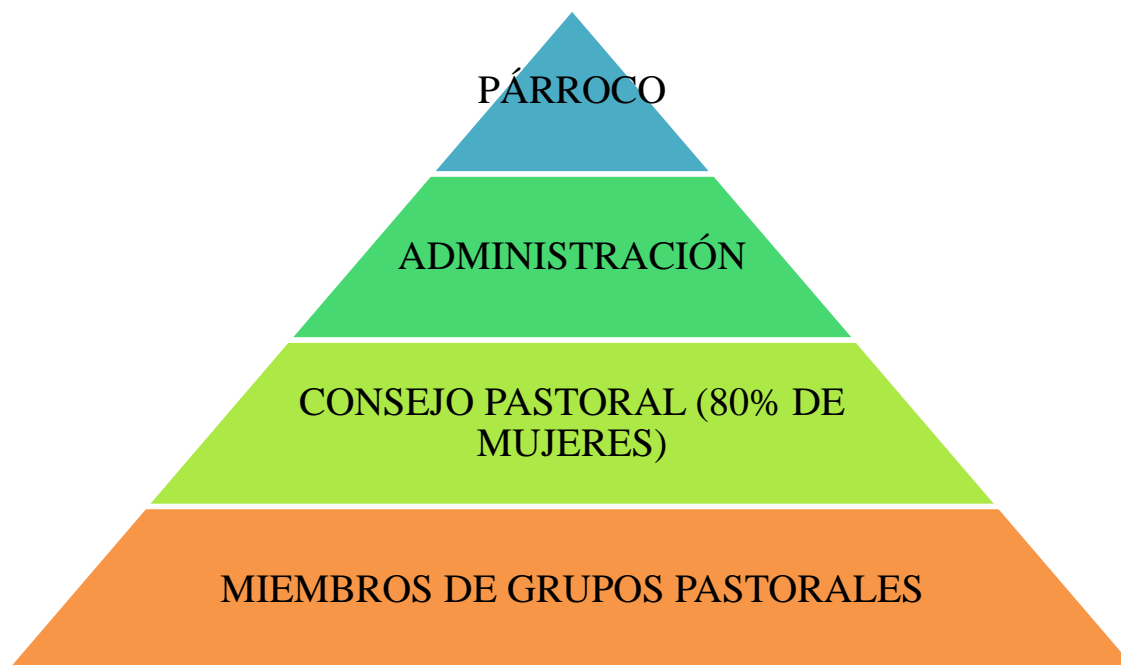 PÁRROCO
ADMINISTRACIÓN
CONSEJO PASTORAL (80% DE
MUJERES)
MIEMBROS DE GRUPOS PASTORALES